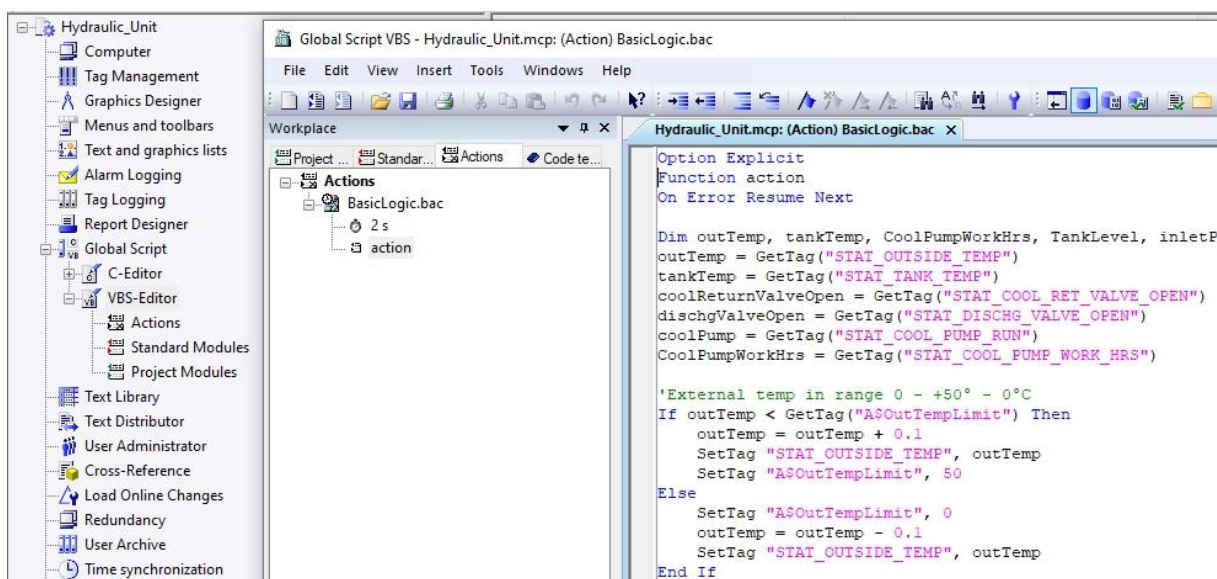 Hydraulic_Unit
Computer
Tag Management
Graphics Designer
Menus and toolbars
Text and graphics lists
Alarm Logging
Tag Logging
Report Designer
Global Script
C-Editor
VBS-Editor
Actions
Standard Modules
Project Modules
Text Library
Text Distributor
User Administrator
Cross-Reference
Load Online Changes
Redundancy
User Archive
Time synchronization
Global Script VBS - Hydraulic_Unit.mcp: (Action) BasicLogic.bac
File Edit View Insert Tools Windows Help
Workplace
Project ... Standar... Actions Code te...
Actions
BasicLogic.bac
2 s
action
Hydraulic_Unit.mcp: (Action) BasicLogic.bac
Option Explicit
Function action
On Error Resume Next
Dim outTemp, tankTemp, CoolPumpWorkHrs, TankLevel, inletP
outTemp = GetTag("STAT_OUTSIDE_TEMP")
tankTemp = GetTag("STAT_TANK_TEMP")
coolReturnValveOpen = GetTag("STAT_COOL_RET_VALVE_OPEN")
dischgValveOpen = GetTag("STAT_DISCHG_VALVE_OPEN")
coolPump = GetTag("STAT_COOL_PUMP_RUN")
CoolPumpWorkHrs = GetTag("STAT_COOL_PUMP_WORK_HRS")
'External temp in range 0 - +50° - 0°C
If outTemp < GetTag("A$OutTempLimit") Then
outTemp = outTemp + 0.1
SetTag "STAT_OUTSIDE_TEMP", outTemp
SetTag "A$OutTempLimit", 50
Else
SetTag "A$OutTempLimit", 0
outTemp = outTemp - 0.1
SetTag "STAT_OUTSIDE_TEMP", outTemp
End If